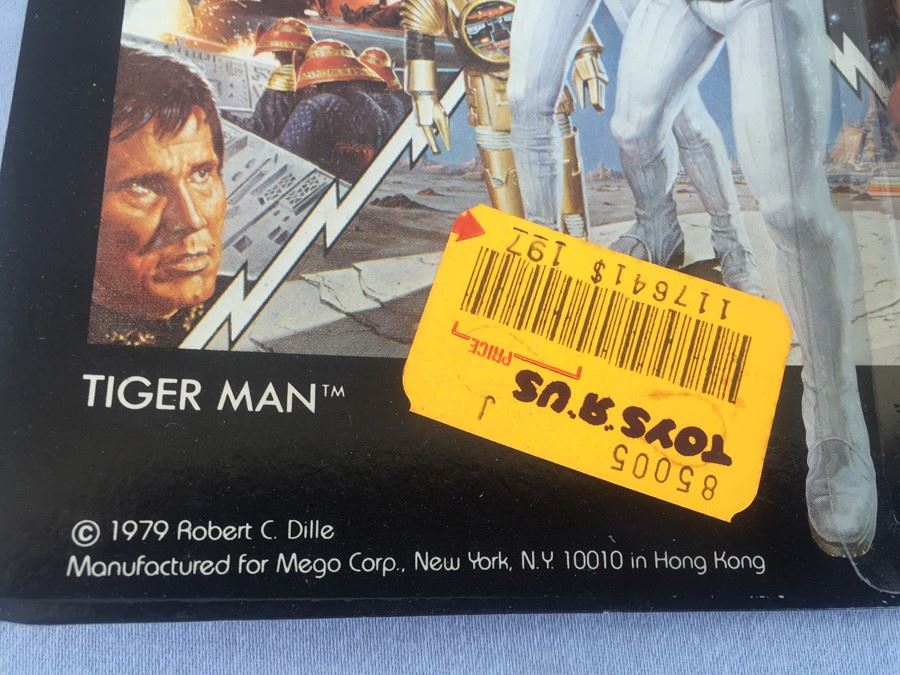 TIGER MAN™
117641$ 197
PRICE
TOYS "Я" US
J
85005
© 1979 Robert C. Dille
Manufactured for Mego Corp., New York, N.Y. 10010 in Hong Kong